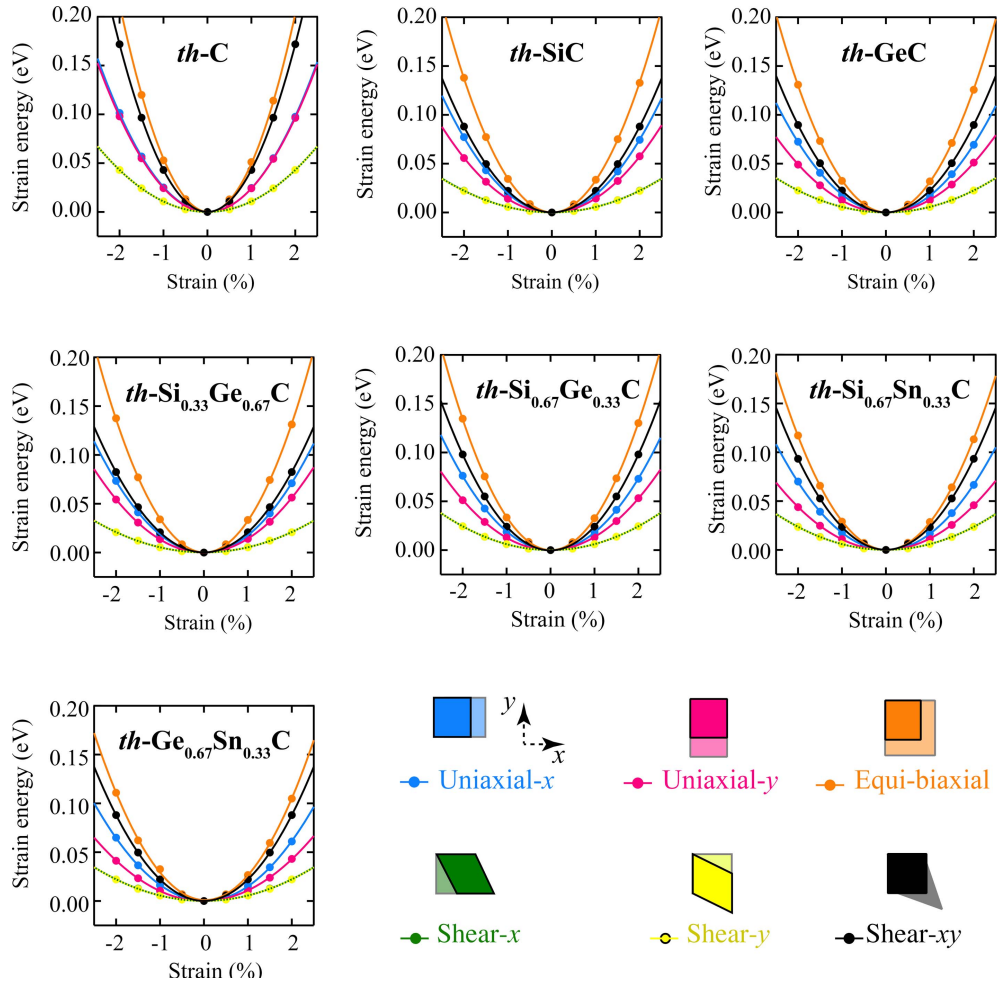 0.20
0.15
0.10
0.05
0.00
Strain energy (eV)
th-C
-2 -1 0 1 2
Strain (%)
0.20
0.15
0.10
0.05
0.00
Strain energy (eV)
th-SiC
-2 -1 0 1 2
Strain (%)
0.20
0.15
0.10
0.05
0.00
Strain energy (eV)
th-GeC
-2 -1 0 1 2
Strain (%)
0.20
0.15
0.10
0.05
0.00
Strain energy (eV)
th-Si0.33Ge0.67C
-2 -1 0 1 2
Strain (%)
0.20
0.15
0.10
0.05
0.00
Strain energy (eV)
th-Si0.67Ge0.33C
-2 -1 0 1 2
Strain (%)
0.20
0.15
0.10
0.05
0.00
Strain energy (eV)
th-Si0.67Sn0.33C
-2 -1 0 1 2
Strain (%)
0.20
0.15
0.10
0.05
0.00
Strain energy (eV)
th-Ge0.67Sn0.33C
-2 -1 0 1 2
Strain (%)
y
x
Uniaxial-x
Uniaxial-y
Equi-biaxial
Shear-x
Shear-y
Shear-xy